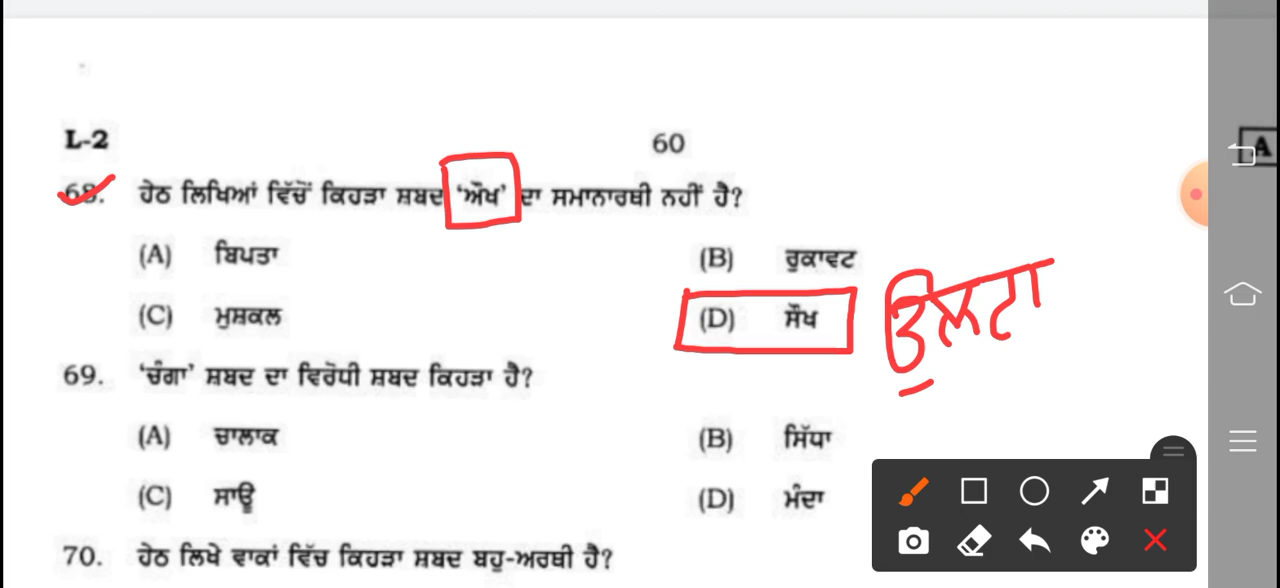 L-2 60 A
68. ਹੇਠ ਲਿਖਿਆਂ ਵਿੱਚੋਂ ਕਿਹੜਾ ਸ਼ਬਦ 'ਔਖ' ਦਾ ਸਮਾਨਾਰਥੀ ਨਹੀਂ ਹੈ?
(A) ਬਿਪਤਾ (B) ਰੁਕਾਵਟ
(C) ਮੁਸ਼ਕਲ (D) ਸੌਖ ਉਲਟਾ
69. 'ਚੰਗਾ' ਸ਼ਬਦ ਦਾ ਵਿਰੋਧੀ ਸ਼ਬਦ ਕਿਹੜਾ ਹੈ?
(A) ਚਾਲਾਕ (B) ਸਿੱਧਾ
(C) ਸਾਊ (D) ਮੰਦਾ
70. ਹੇਠ ਲਿਖੇ ਵਾਕਾਂ ਵਿੱਚ ਕਿਹੜਾ ਸ਼ਬਦ ਬਹੁ-ਅਰਥੀ ਹੈ?